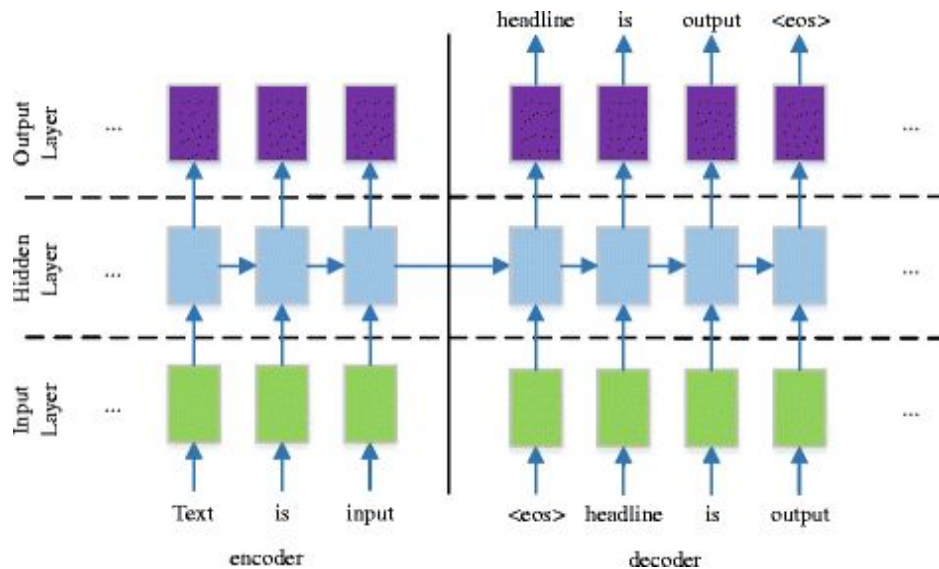 headline is output <eos>
Output Layer
... ...
Hidden Layer
... ...
Input Layer
... ...
Text is input <eos> headline is output
encoder decoder